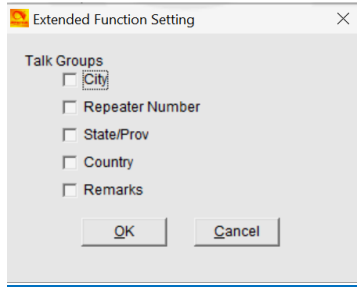 Extended Function Setting
Talk Groups
City
Repeater Number
State/Prov
Country
Remarks
OK
Cancel